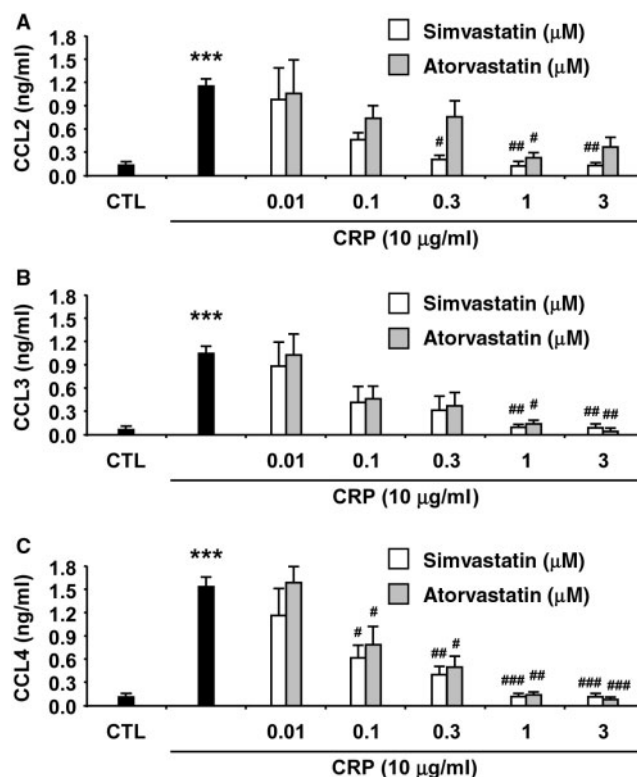 A
1.8
1.5
1.2
0.9
0.6
0.3
0.0
CCL2 (ng/ml)
***
Simvastatin (μM)
Atorvastatin (μM)
# ## # ##
CTL 0.01 0.1 0.3 1 3
CRP (10 μg/ml)
B
1.8
1.5
1.2
0.9
0.6
0.3
0.0
CCL3 (ng/ml)
***
Simvastatin (μM)
Atorvastatin (μM)
## # ## ##
CTL 0.01 0.1 0.3 1 3
CRP (10 μg/ml)
C
1.8
1.5
1.2
0.9
0.6
0.3
0.0
CCL4 (ng/ml)
***
Simvastatin (μM)
Atorvastatin (μM)
# # ## # ### ## ### ###
CTL 0.01 0.1 0.3 1 3
CRP (10 μg/ml)